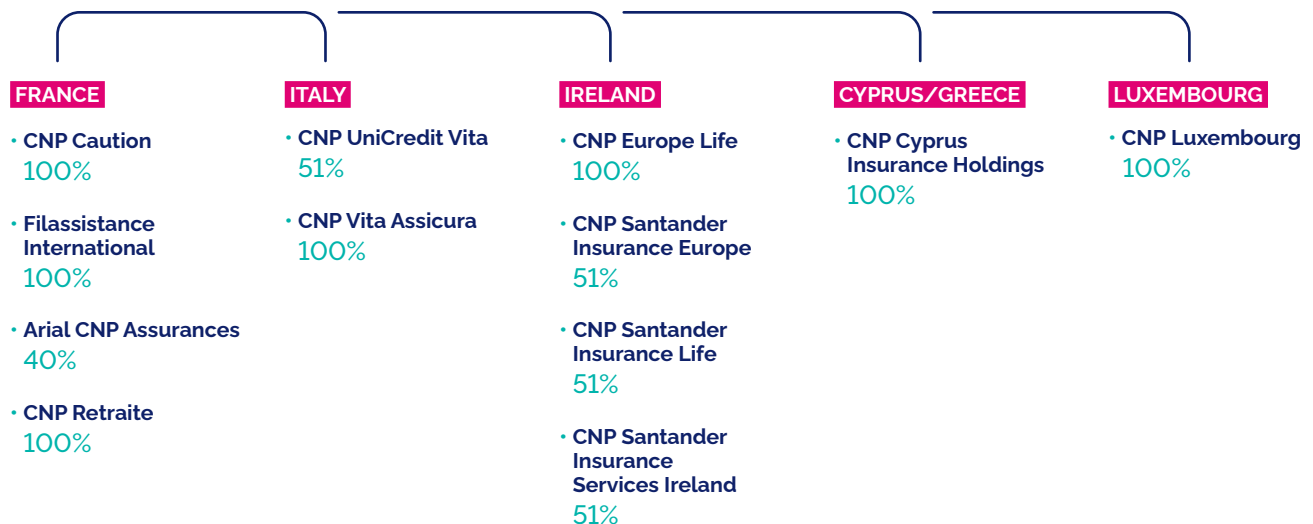 FRANCE
• CNP Caution
100%
• Filassistance
International
100%
• Arial CNP Assurances
40%
• CNP Retraite
100%
ITALY
• CNP UniCredit Vita
51%
• CNP Vita Assicura
100%
IRELAND
• CNP Europe Life
100%
• CNP Santander
Insurance Europe
51%
• CNP Santander
Insurance Life
51%
• CNP Santander
Insurance
Services Ireland
51%
CYPRUS/GREECE
• CNP Cyprus
Insurance Holdings
100%
LUXEMBOURG
• CNP Luxembourg
100%